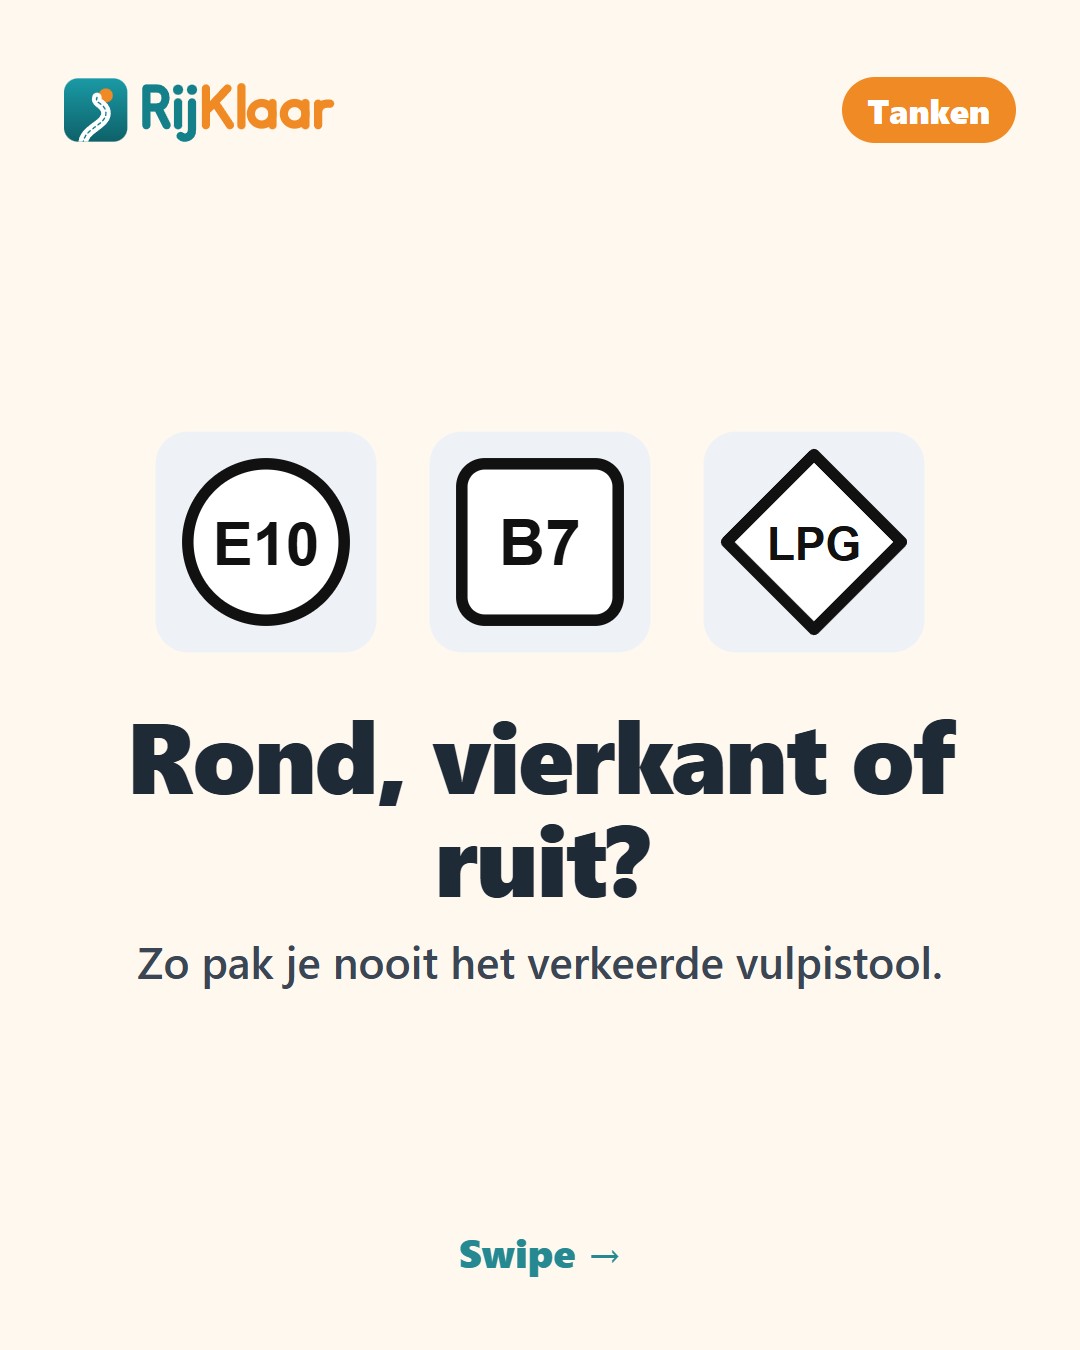 RijKlaar
Tanken
E10
B7
LPG
Rond, vierkant of
ruit?
Zo pak je nooit het verkeerde vulpistool.
Swipe →